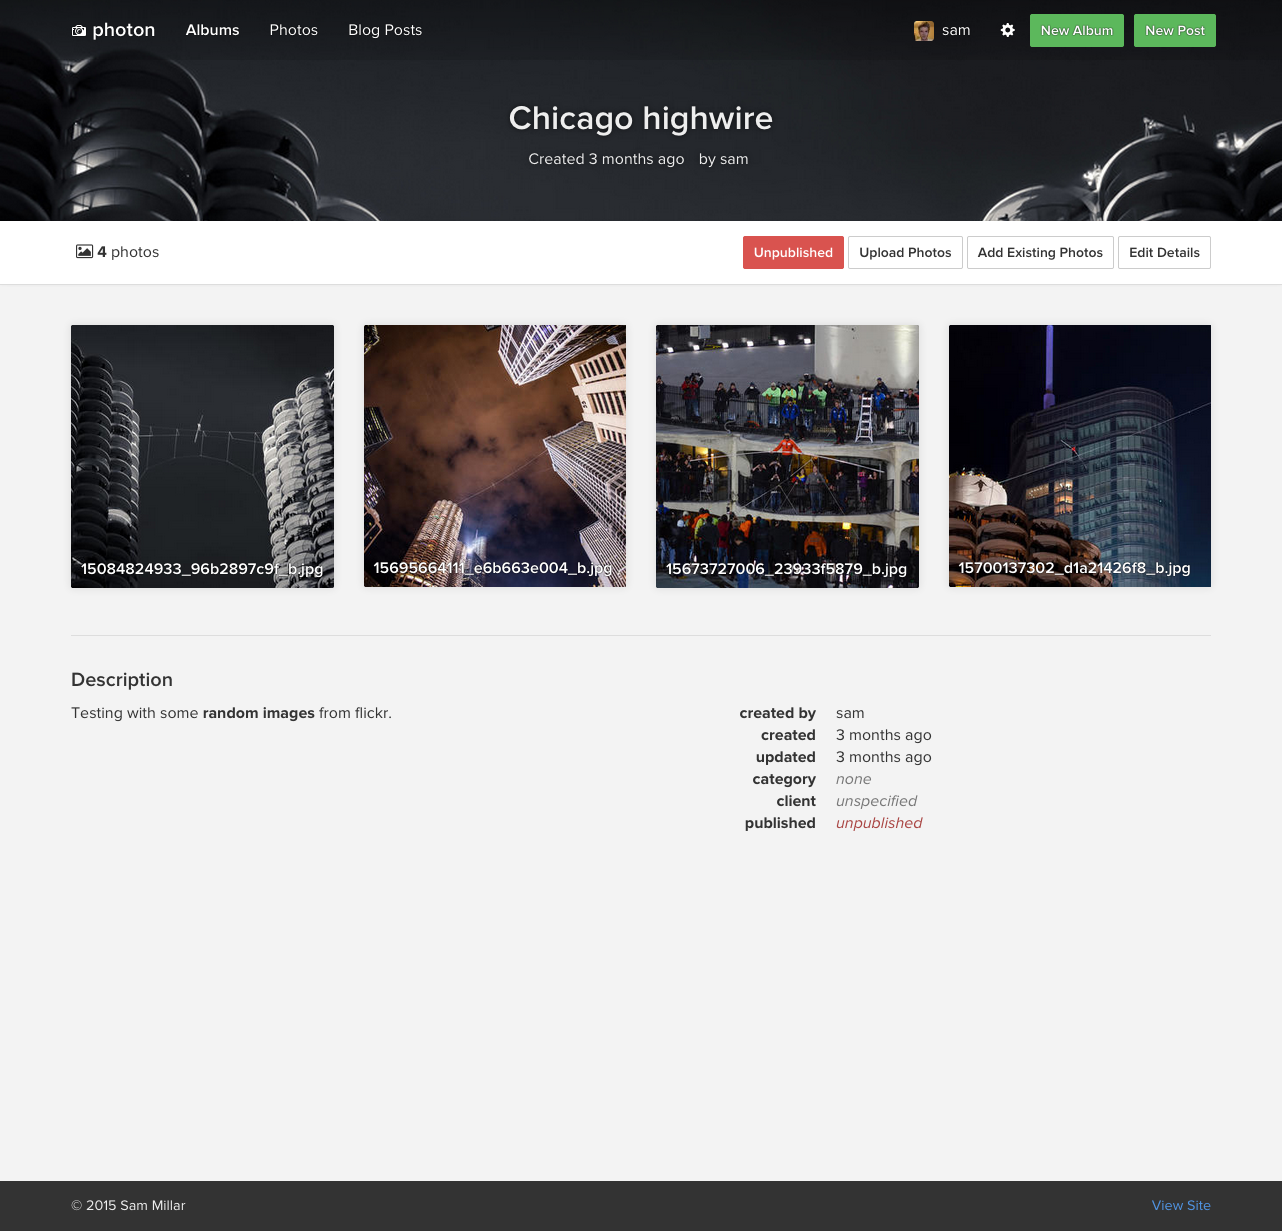 photon Albums Photos Blog Posts sam New Album New Post
Chicago highwire
Created 3 months ago by sam
4 photos Unpublished Upload Photos Add Existing Photos Edit Details
15084824933_96b2897c9f_b.jpg 15695664111_e6b663e004_b.jpg 15673727006_23933f5879_b.jpg 15700137302_d1a21426f8_b.jpg
Description
Testing with some random images from flickr.
created by sam
created 3 months ago
updated 3 months ago
category none
client unspecified
published unpublished
© 2015 Sam Millar View Site